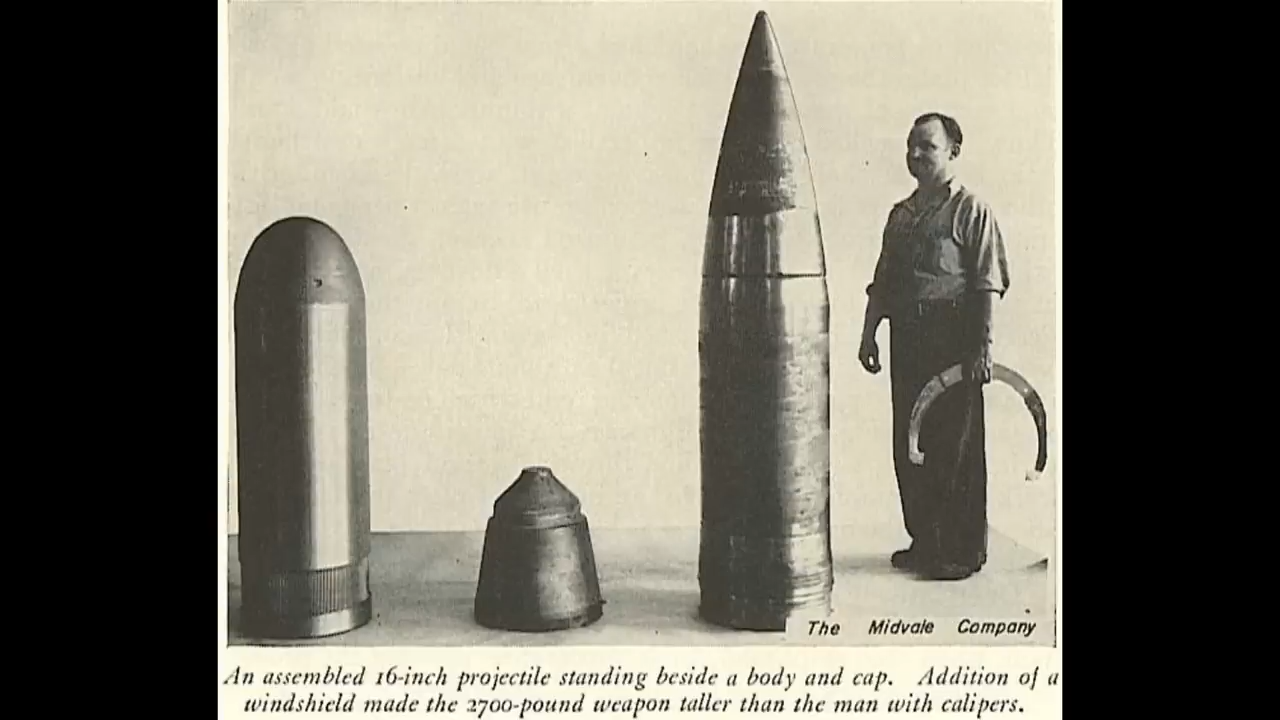 The Midvale Company
An assembled 16-inch projectile standing beside a body and cap. Addition of a
windshield made the 2700-pound weapon taller than the man with calipers.